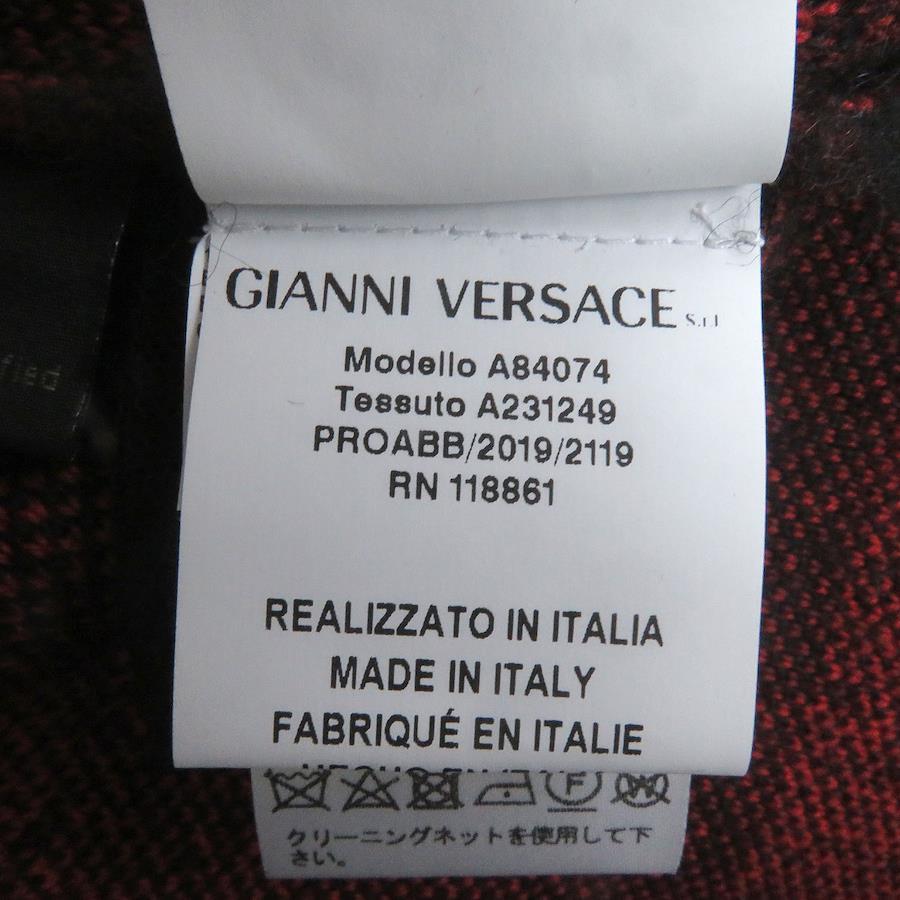 GIANNI VERSACE S.r.l
Modello A84074
Tessuto A231249
PROABB/2019/2119
RN 118861
REALIZZATO IN ITALIA
MADE IN ITALY
FABRIQUÉ EN ITALIE
F
W
クリーニングネットを使用して下
さい。